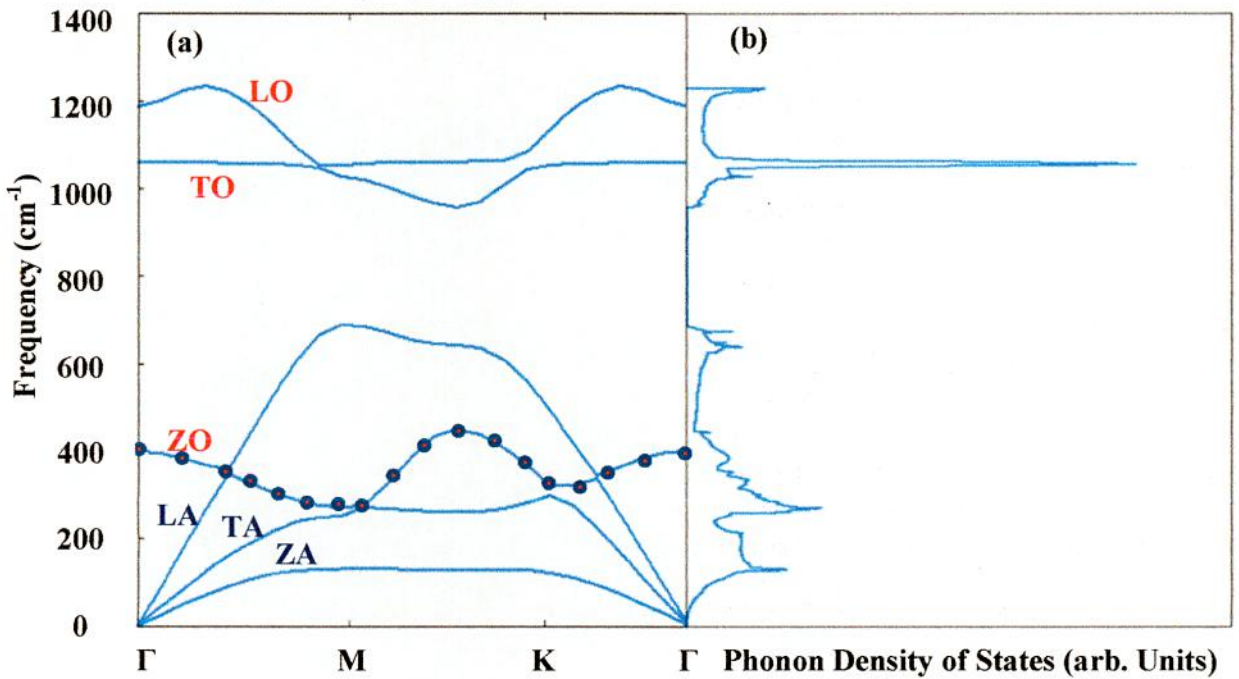 1400
(a)
(b)
LO
1200
TO
1000
800
600
ZO
400
LA
TA
ZA
200
0
Frequency (cm⁻¹)
Γ
M
K
Γ
Phonon Density of States (arb. Units)